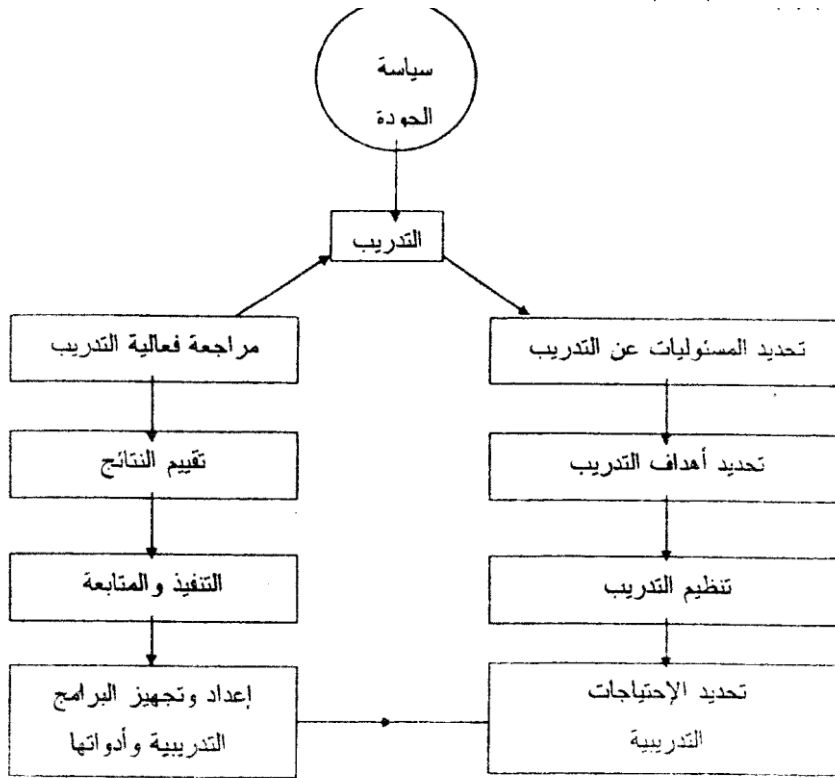 سياسة
الجودة
التدريب
تحديد المسئوليات عن التدريب
مراجعة فعالية التدريب
تحديد أهداف التدريب
تقييم النتائج
تنظيم التدريب
التنفيذ والمتابعة
تحديد الإحتياجات
التدريبية
إعداد وتجهيز البرامج
التدريبية وأدواتها